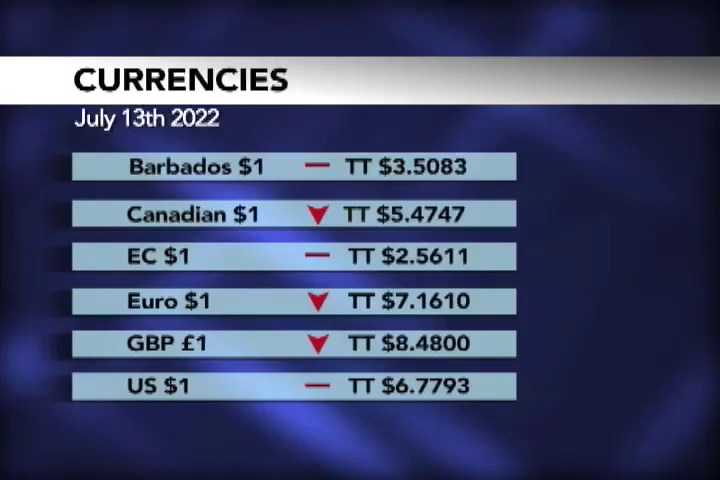 CURRENCIES
July 13th 2022
Barbados $1 — TT $3.5083
Canadian $1 ▼ TT $5.4747
EC $1 — TT $2.5611
Euro $1 ▼ TT $7.1610
GBP £1 ▼ TT $8.4800
US $1 — TT $6.7793